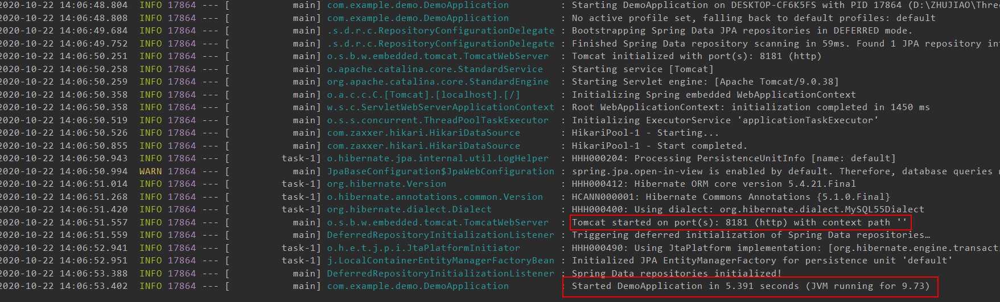 2020-10-22 14:06:48.804  INFO 17864 --- [           main] com.example.demo.DemoApplication         : Starting DemoApplication on DESKTOP-CF6K5FS with PID 17864 (D:\ZHUJIAO\Three
2020-10-22 14:06:48.808  INFO 17864 --- [           main] com.example.demo.DemoApplication         : No active profile set, falling back to default profiles: default
2020-10-22 14:06:49.684  INFO 17864 --- [           main] .s.d.r.c.RepositoryConfigurationDelegate : Bootstrapping Spring Data JPA repositories in DEFERRED mode.
2020-10-22 14:06:49.752  INFO 17864 --- [           main] .s.d.r.c.RepositoryConfigurationDelegate : Finished Spring Data repository scanning in 59ms. Found 1 JPA repository in
2020-10-22 14:06:50.251  INFO 17864 --- [           main] o.s.b.w.embedded.tomcat.TomcatWebServer  : Tomcat initialized with port(s): 8181 (http)
2020-10-22 14:06:50.258  INFO 17864 --- [           main] o.apache.catalina.core.StandardService   : Starting service [Tomcat]
2020-10-22 14:06:50.259  INFO 17864 --- [           main] org.apache.catalina.core.StandardEngine  : Starting Servlet engine: [Apache Tomcat/9.0.38]
2020-10-22 14:06:50.358  INFO 17864 --- [           main] o.a.c.c.C.[Tomcat].[localhost].[/]       : Initializing Spring embedded WebApplicationContext
2020-10-22 14:06:50.358  INFO 17864 --- [           main] w.s.c.ServletWebServerApplicationContext : Root WebApplicationContext: initialization completed in 1450 ms
2020-10-22 14:06:50.519  INFO 17864 --- [           main] o.s.s.concurrent.ThreadPoolTaskExecutor  : Initializing ExecutorService 'applicationTaskExecutor'
2020-10-22 14:06:50.526  INFO 17864 --- [           main] com.zaxxer.hikari.HikariDataSource       : HikariPool-1 - Starting...
2020-10-22 14:06:50.855  INFO 17864 --- [           main] com.zaxxer.hikari.HikariDataSource       : HikariPool-1 - Start completed.
2020-10-22 14:06:50.943  INFO 17864 --- [         task-1] o.hibernate.jpa.internal.util.LogHelper  : HHH000204: Processing PersistenceUnitInfo [name: default]
2020-10-22 14:06:50.994  WARN 17864 --- [           main] JpaBaseConfiguration$JpaWebConfiguration : spring.jpa.open-in-view is enabled by default. Therefore, database queries
2020-10-22 14:06:51.014  INFO 17864 --- [         task-1] org.hibernate.Version                    : HHH000412: Hibernate ORM core version 5.4.21.Final
2020-10-22 14:06:51.268  INFO 17864 --- [         task-1] o.hibernate.annotations.common.Version   : HCANN000001: Hibernate Commons Annotations {5.1.0.Final}
2020-10-22 14:06:51.420  INFO 17864 --- [         task-1] org.hibernate.dialect.Dialect            : HHH000400: Using dialect: org.hibernate.dialect.MySQL55Dialect
2020-10-22 14:06:51.557  INFO 17864 --- [           main] o.s.b.w.embedded.tomcat.TomcatWebServer  : Tomcat started on port(s): 8181 (http) with context path ''
2020-10-22 14:06:51.559  INFO 17864 --- [           main] DeferredRepositoryInitializationListener : Triggering deferred initialization of Spring Data repositories…
2020-10-22 14:06:52.941  INFO 17864 --- [         task-1] o.h.e.t.j.p.i.JtaPlatformInitiator       : HHH000490: Using JtaPlatform implementation: [org.hibernate.engine.transacti
2020-10-22 14:06:52.951  INFO 17864 --- [         task-1] j.LocalContainerEntityManagerFactoryBean : Initialized JPA EntityManagerFactory for persistence unit 'default'
2020-10-22 14:06:53.388  INFO 17864 --- [           main] DeferredRepositoryInitializationListener : Spring Data repositories initialized!
2020-10-22 14:06:53.402  INFO 17864 --- [           main] com.example.demo.DemoApplication         : Started DemoApplication in 5.391 seconds (JVM running for 9.73)